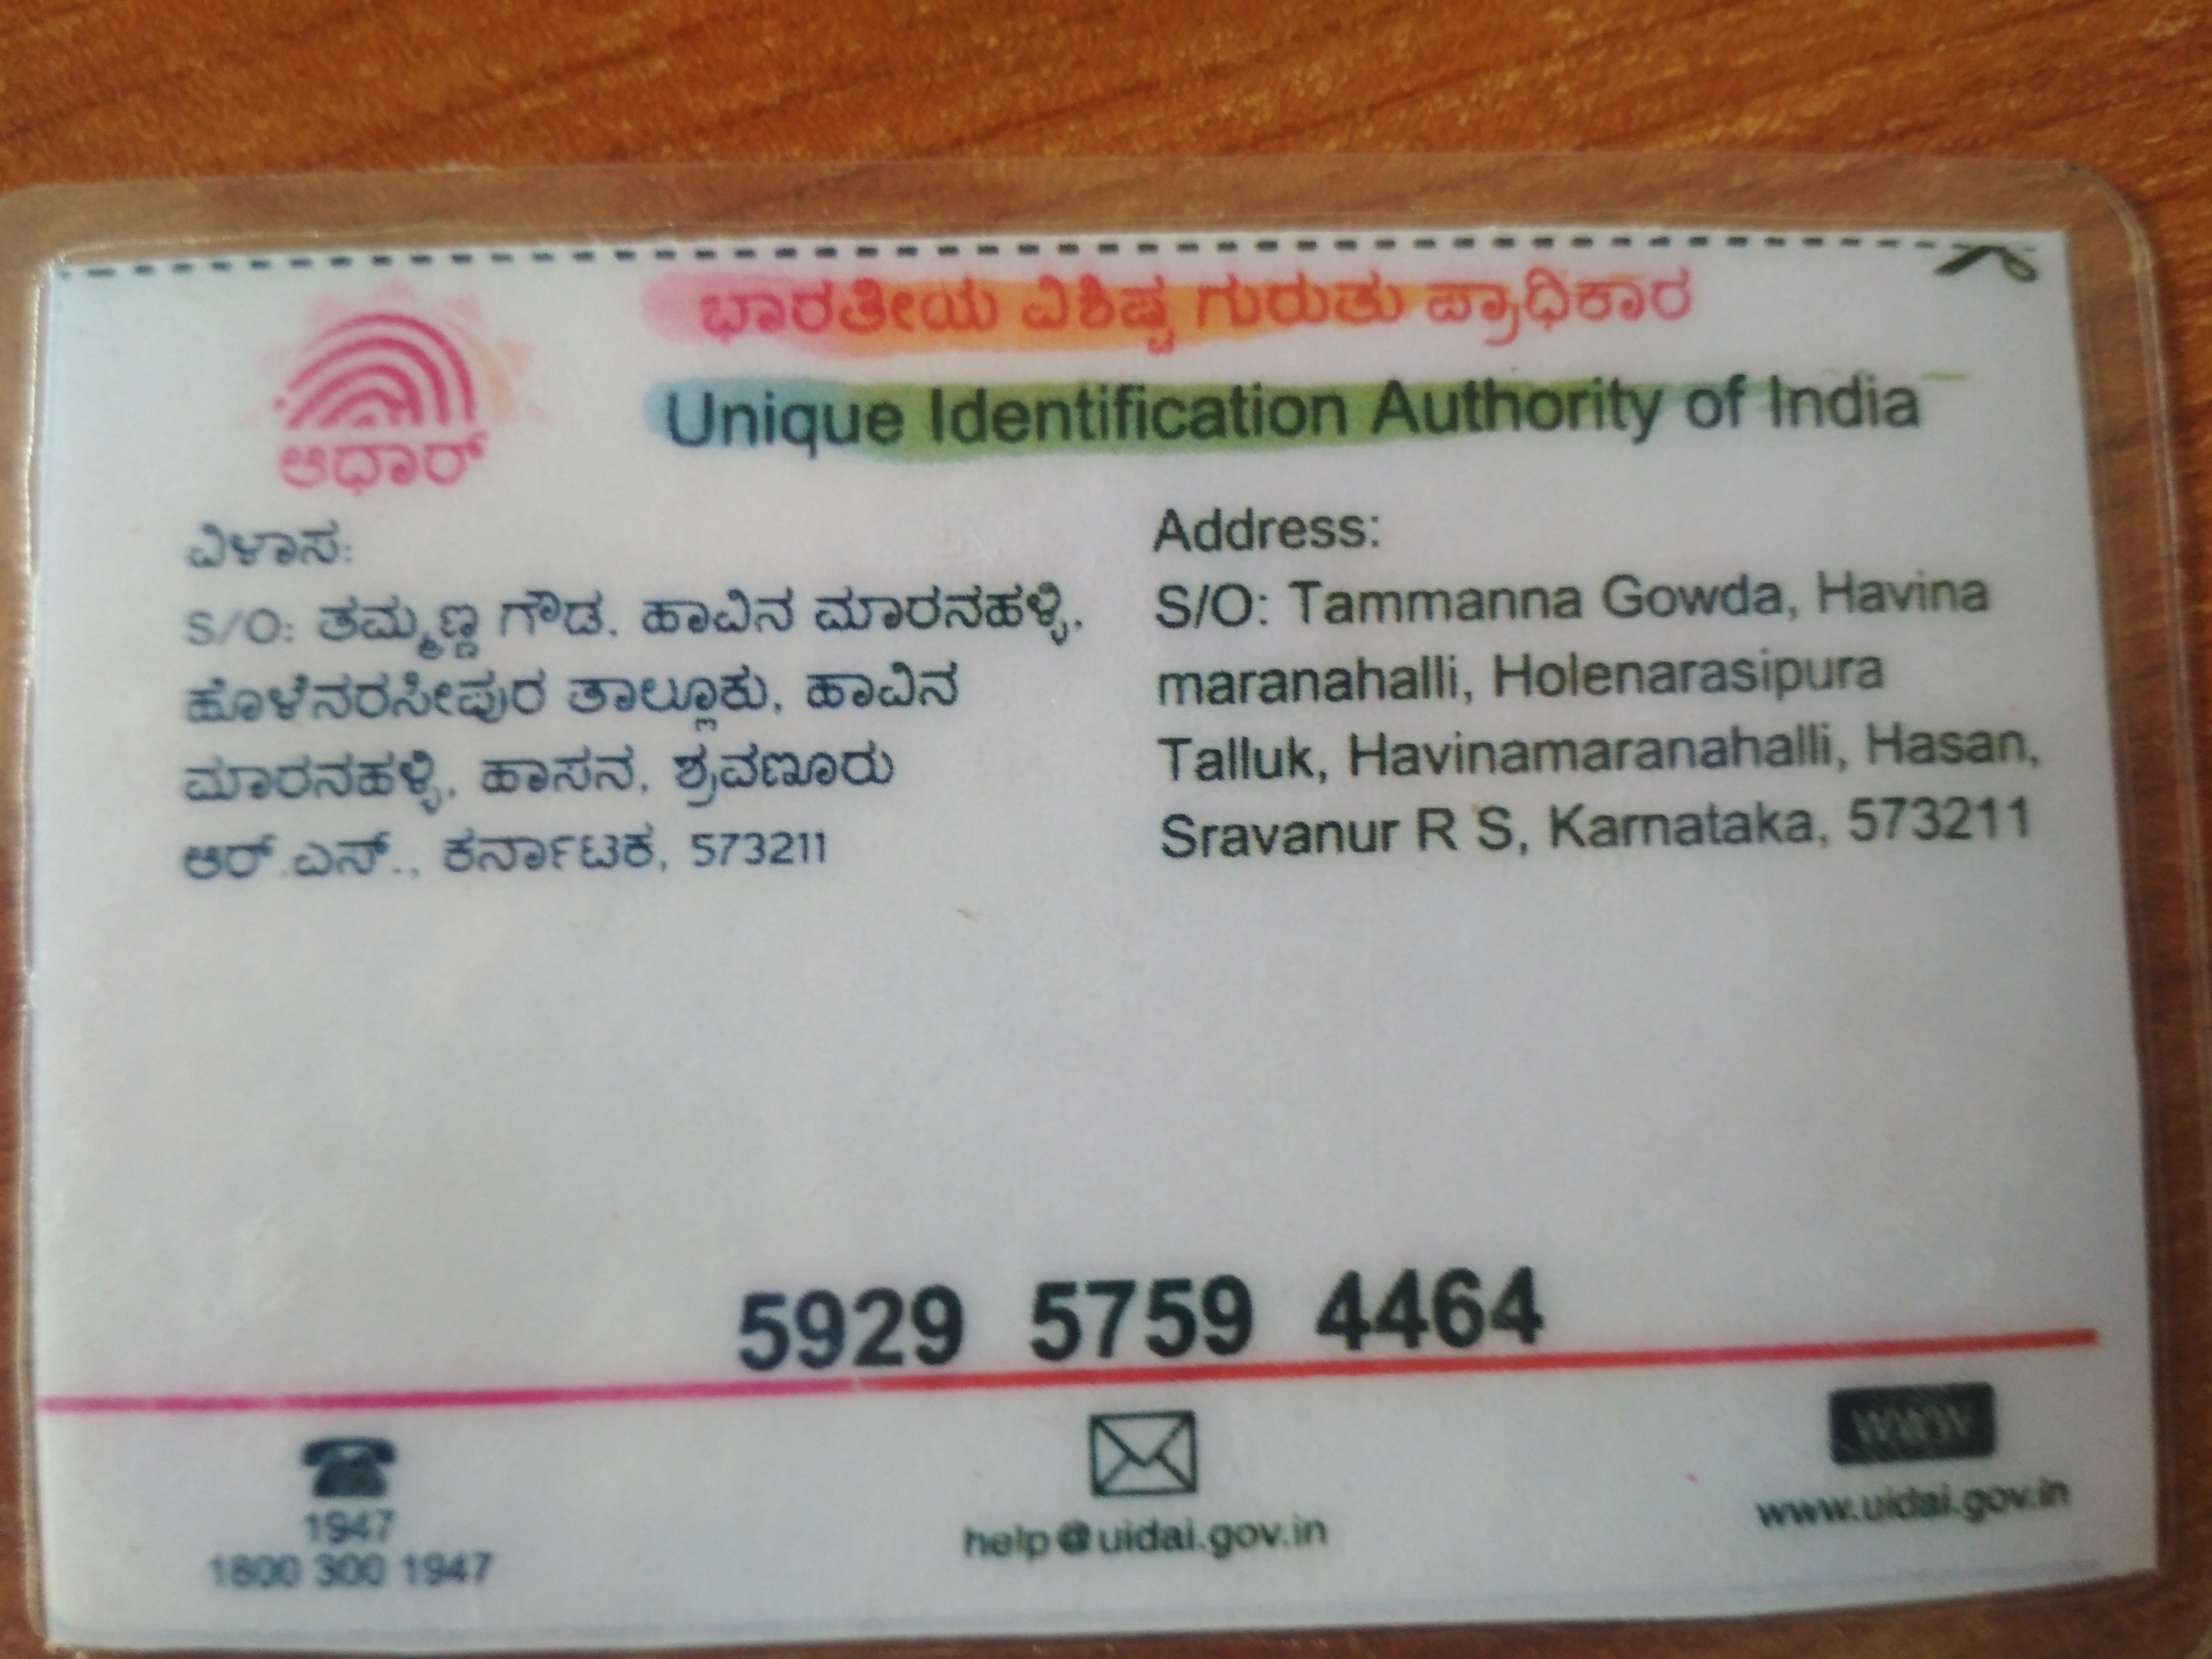 ಭಾರತೀಯ ವಿಶಿಷ್ಟ ಗುರುತು ಪ್ರಾಧಿಕಾರ
Unique Identification Authority of India
ಆಧಾರ್
ವಿಳಾಸ:
S/O: ತಮ್ಮಣ್ಣ ಗೌಡ, ಹಾವಿನ ಮಾರನಹಳ್ಳಿ,
ಹೊಳೆನರಸೀಪುರ ತಾಲ್ಲೂಕು, ಹಾವಿನ
ಮಾರನಹಳ್ಳಿ, ಹಾಸನ, ಶ್ರವಣೂರು
ಆರ್.ಎಸ್., ಕರ್ನಾಟಕ, 573211
Address:
S/O: Tammanna Gowda, Havina
maranahalli, Holenarasipura
Talluk, Havinamaranahalli, Hasan,
Sravanur R S, Karnataka, 573211
5929 5759 4464
1947
1800 300 1947
help@uidai.gov.in
WWW
www.uidai.gov.in